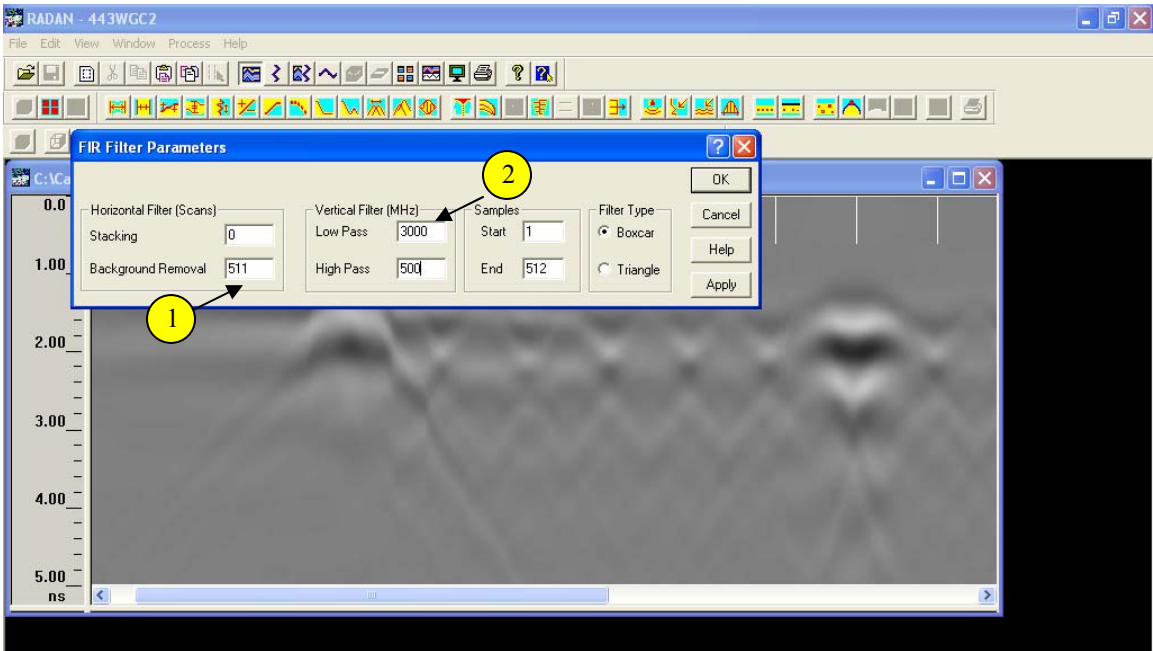 RADAN - 443WGC2
File Edit View Window Process Help
FIR Filter Parameters
C:\Ca
OK
Cancel
Help
Apply
Horizontal Filter (Scans)
Stacking 0
Background Removal 511
Vertical Filter (MHz)
Low Pass 3000
High Pass 500
Samples
Start 1
End 512
Filter Type
Boxcar
Triangle
1
2
0.0
1.00
2.00
3.00
4.00
5.00
ns